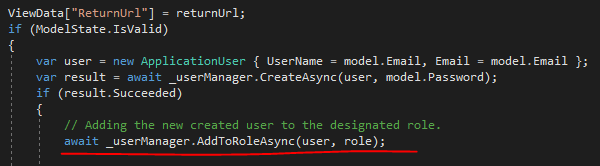 ViewData["ReturnUrl"] = returnUrl;
if (ModelState.IsValid)
{
var user = new ApplicationUser { UserName = model.Email, Email = model.Email };
var result = await _userManager.CreateAsync(user, model.Password);
if (result.Succeeded)
{
// Adding the new created user to the designated role.
await _userManager.AddToRoleAsync(user, role);